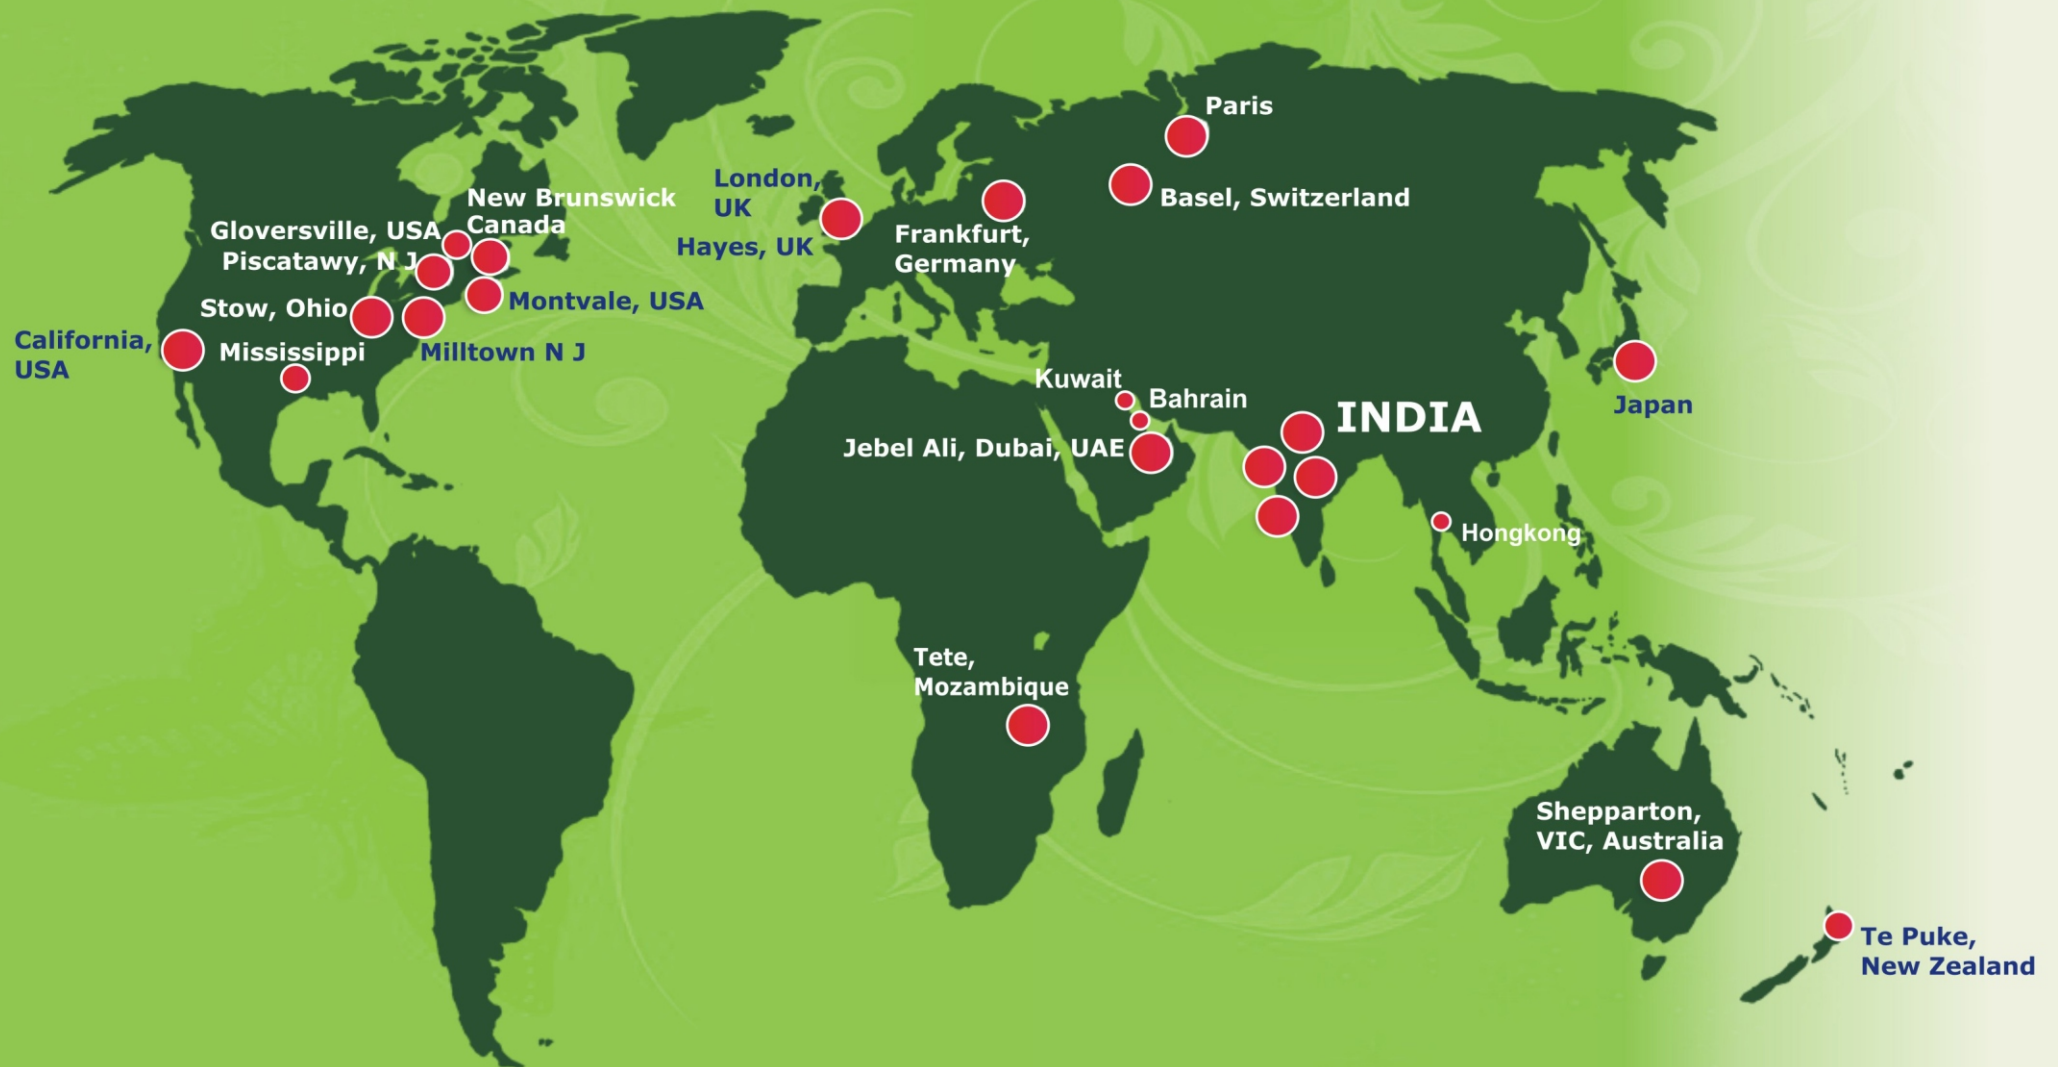 Paris
London,
UK
Basel, Switzerland
New Brunswick
Canada
Gloversville, USA
Hayes, UK
Frankfurt,
Germany
Piscatawy, N J
Montvale, USA
Stow, Ohio
California,
USA
Mississippi
Milltown N J
Kuwait
Bahrain
INDIA
Japan
Jebel Ali, Dubai, UAE
Hongkong
Tete,
Mozambique
Shepparton,
VIC, Australia
Te Puke,
New Zealand